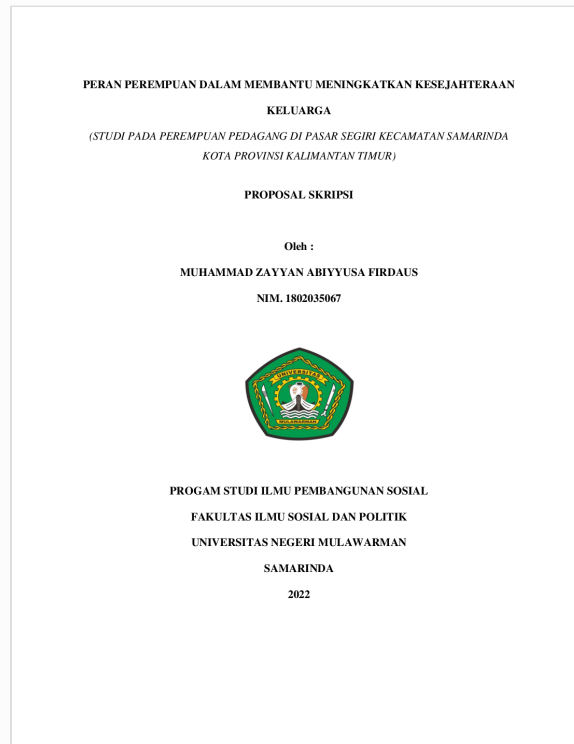 PERAN PEREMPUAN DALAM MEMBANTU MENINGKATKAN KESEJAHTERAAN
KELUARGA
(STUDI PADA PEREMPUAN PEDAGANG DI PASAR SEGIRI KECAMATAN SAMARINDA
KOTA PROVINSI KALIMANTAN TIMUR)
PROPOSAL SKRIPSI
Oleh :
MUHAMMAD ZAYYAN ABIYYUSA FIRDAUS
NIM. 1802035067
UNIVERSITAS
MULAWARMAN
PROGAM STUDI ILMU PEMBANGUNAN SOSIAL
FAKULTAS ILMU SOSIAL DAN POLITIK
UNIVERSITAS NEGERI MULAWARMAN
SAMARINDA
2022